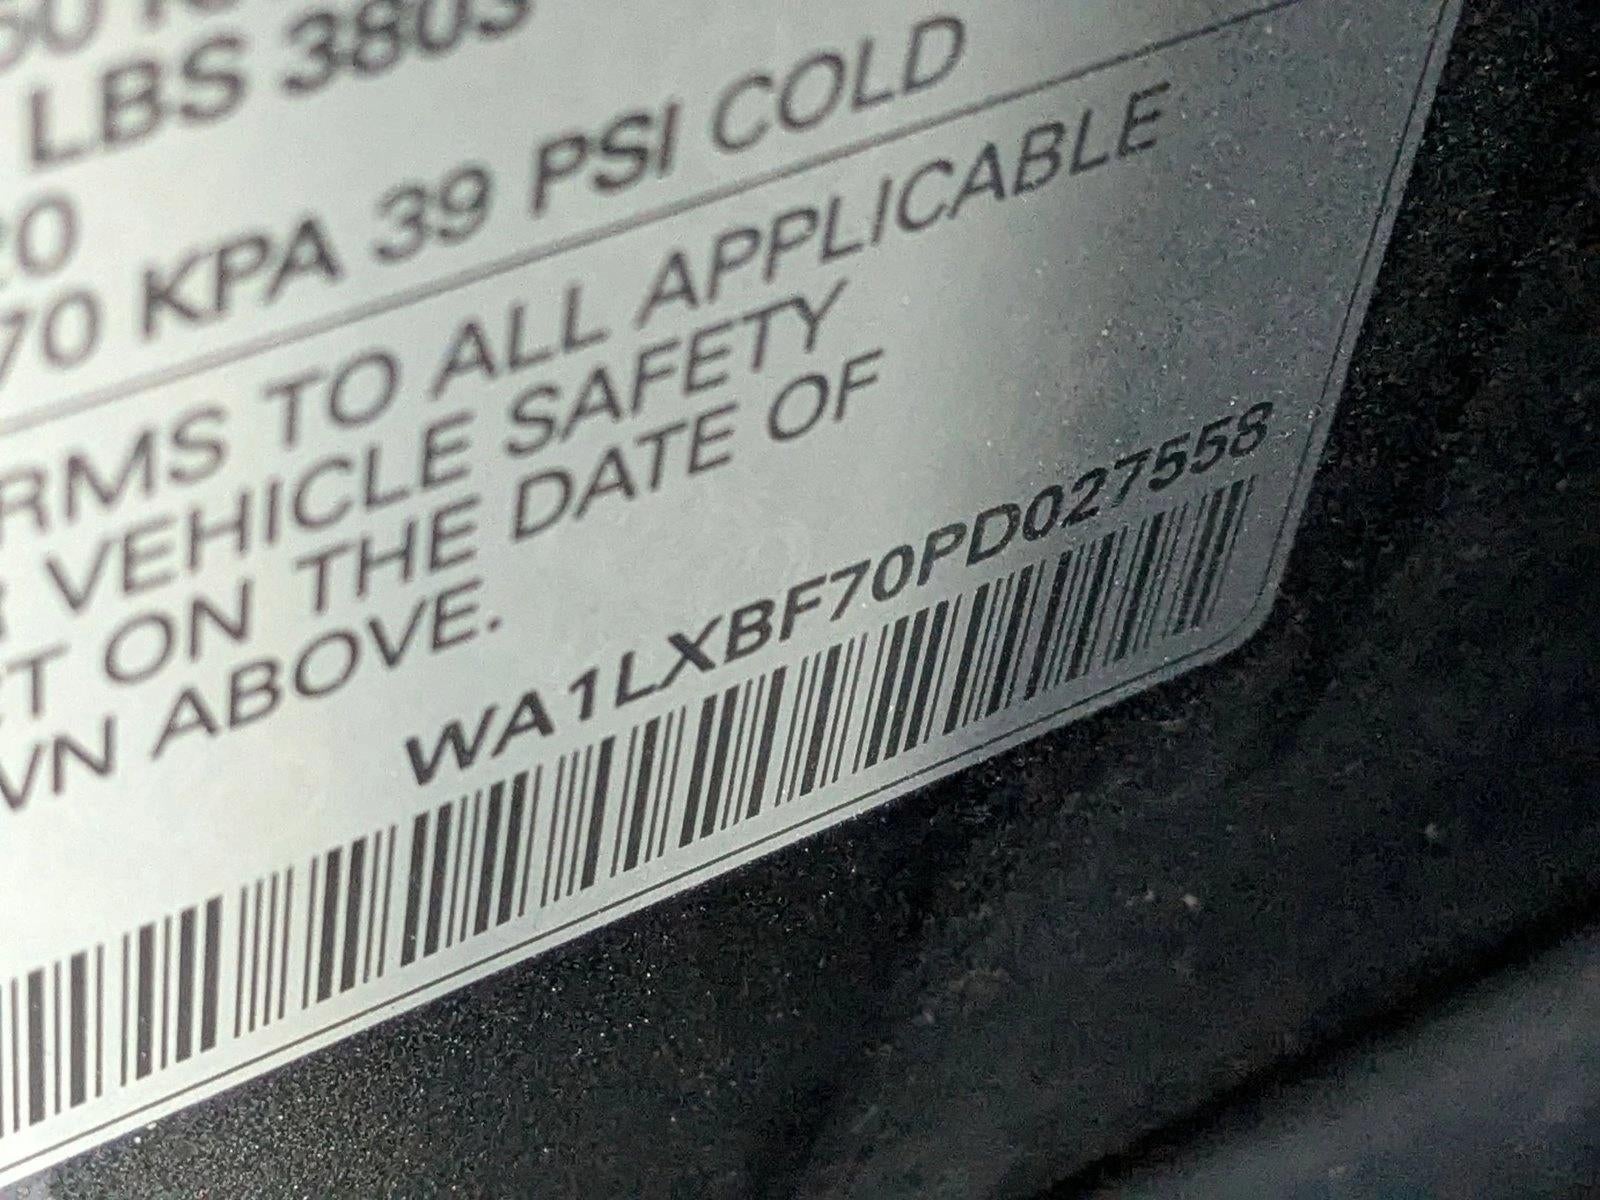 LBS 3803
70 KPA 39 PSI COLD
RMS TO ALL APPLICABLE
VEHICLE SAFETY
T ON THE DATE OF
WN ABOVE.
WA1LXBF70PD027558